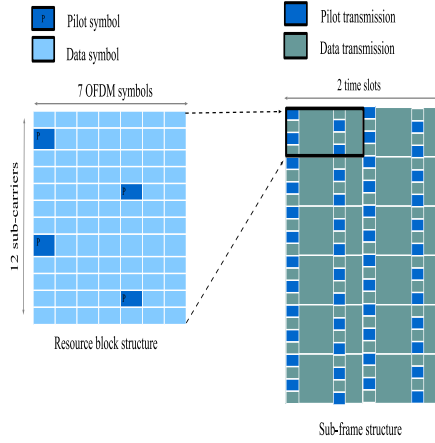 P Pilot symbol
Data symbol
Pilot transmission
Data transmission
7 OFDM symbols
2 time slots
12 sub-carriers
P
P
P
P
Resource block structure
Sub-frame structure